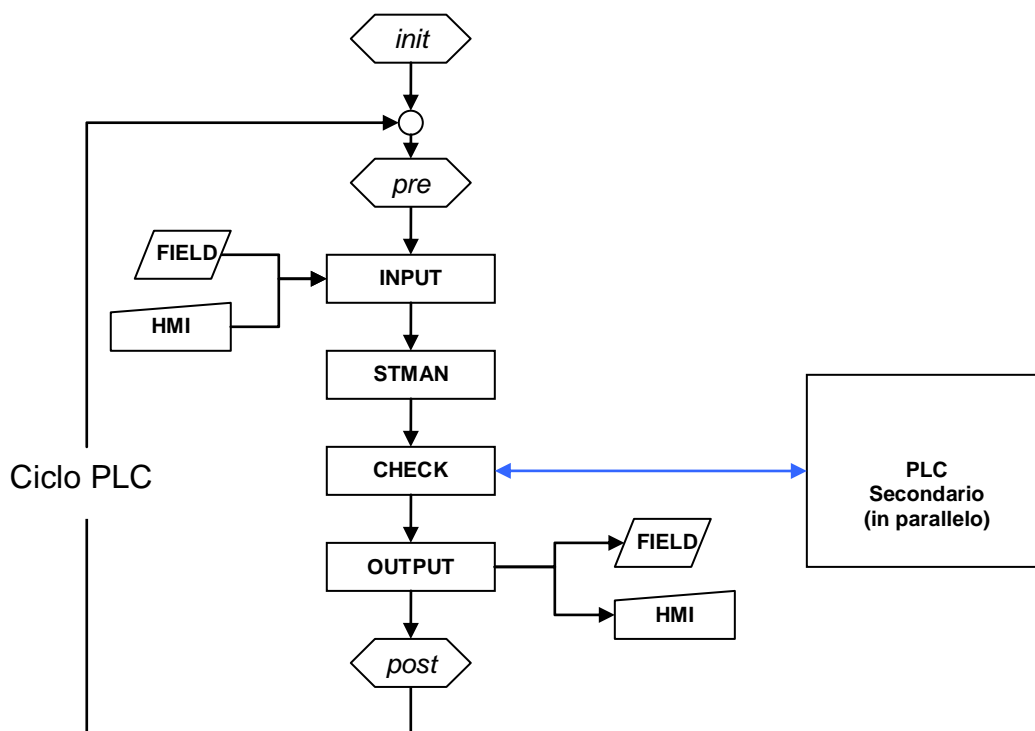 init
pre
FIELD
INPUT
HMI
STMAN
Ciclo PLC
CHECK
PLC
Secondario
(in parallelo)
OUTPUT
FIELD
HMI
post